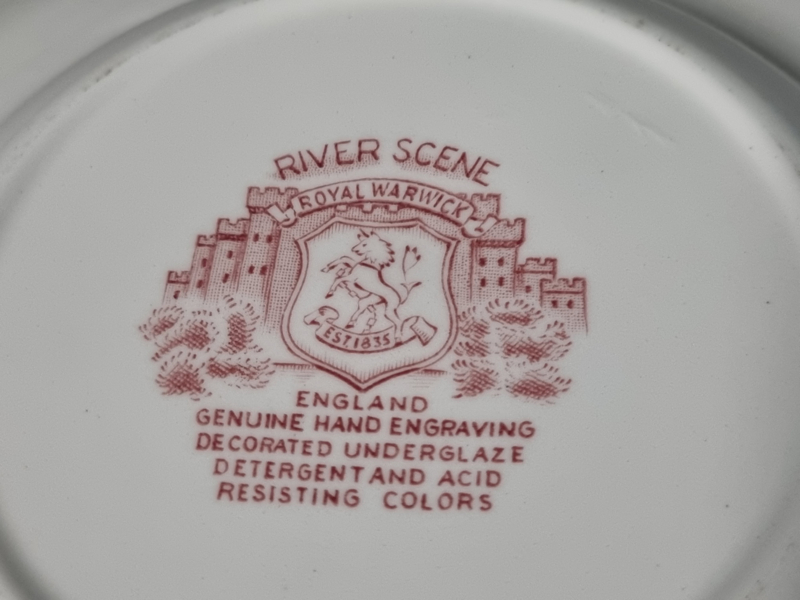 RIVER SCENE
ROYAL WARWICK
EST 1835
ENGLAND
GENUINE HAND ENGRAVING
DECORATED UNDERGLAZE
DETERGENT AND ACID
RESISTING COLORS